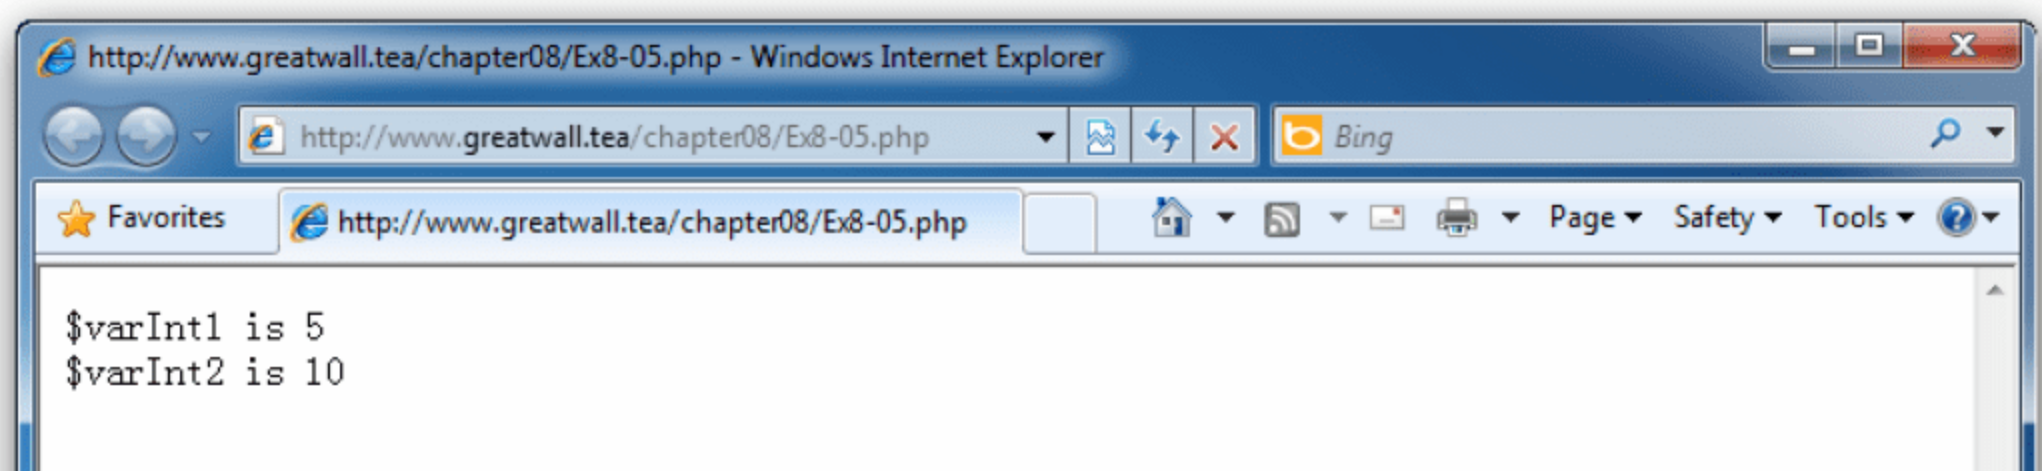 http://www.greatwall.tea/chapter08/Ex8-05.php - Windows Internet Explorer
http://www.greatwall.tea/chapter08/Ex8-05.php
Bing
Favorites
http://www.greatwall.tea/chapter08/Ex8-05.php
Page
Safety
Tools
$varInt1 is 5
$varInt2 is 10